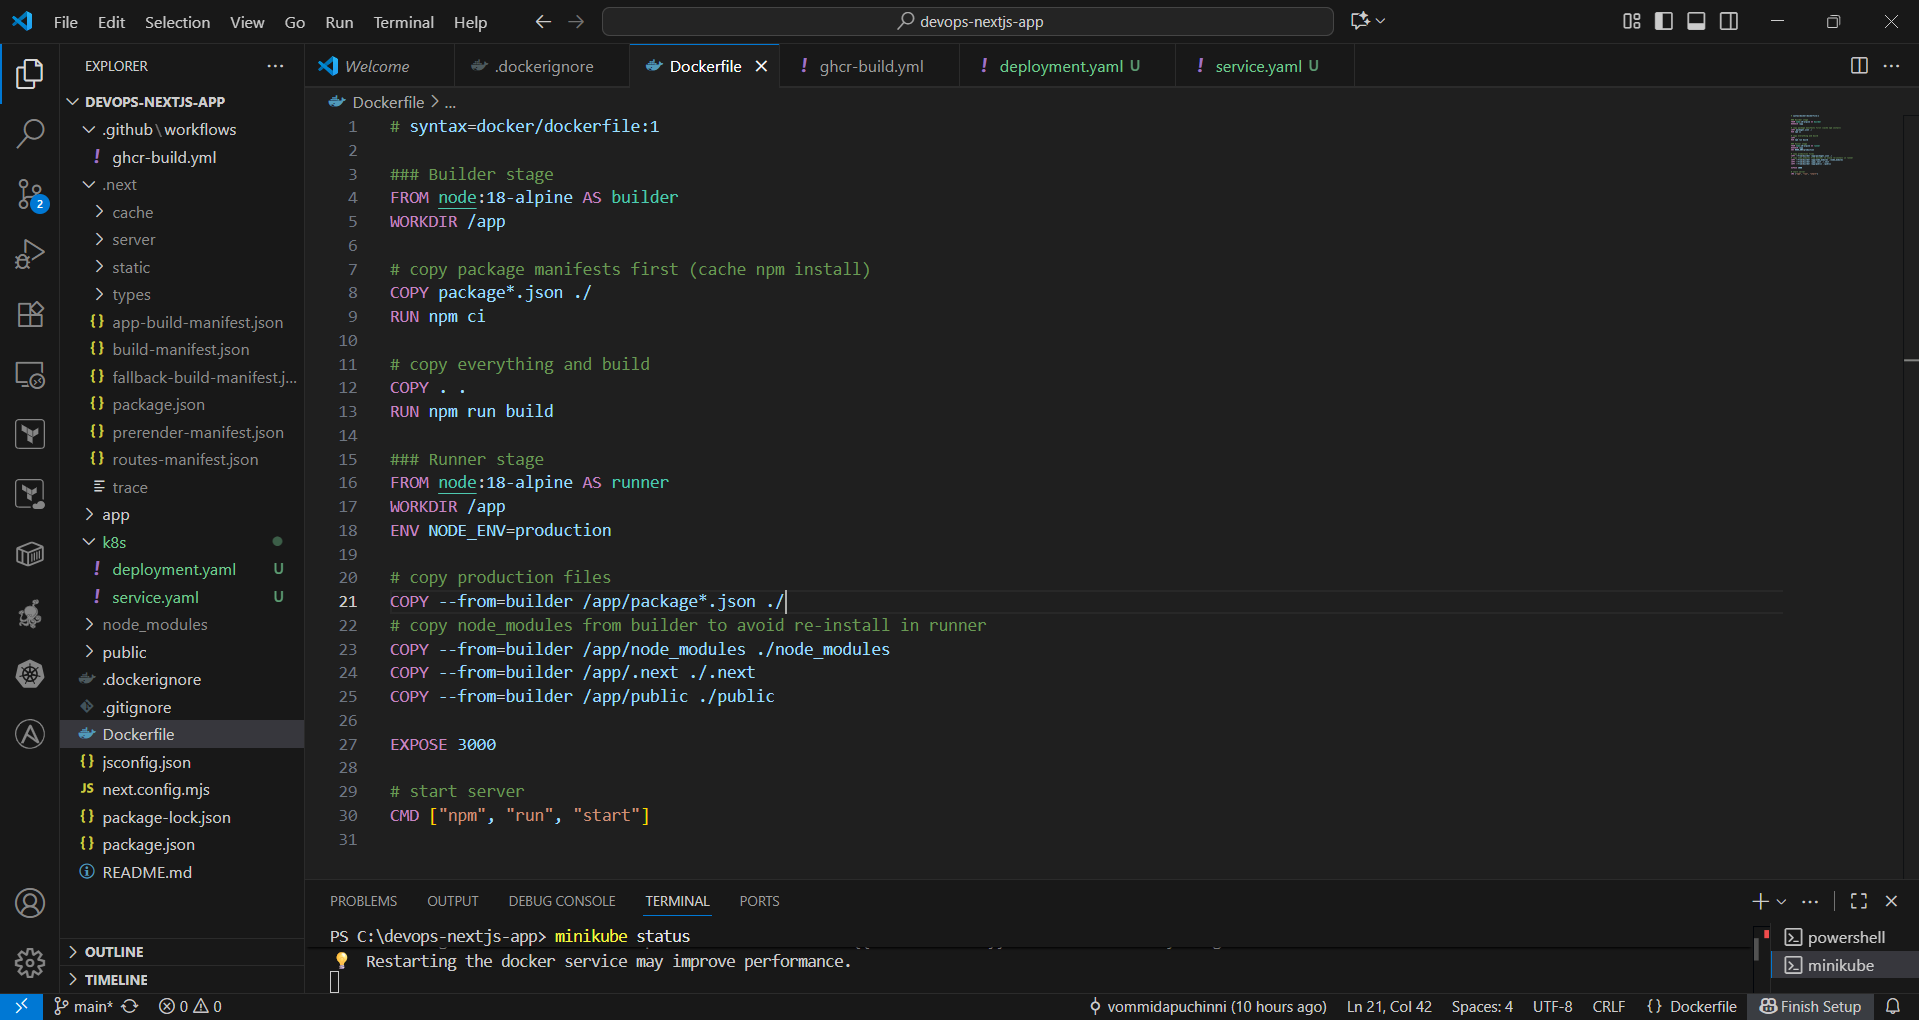 File Edit Selection View Go Run Terminal Help
devops-nextjs-app
EXPLORER
DEVOPS-NEXTJS-APP
.github\workflows
! ghcr-build.yml
.next
cache
server
static
types
{} app-build-manifest.json
{} build-manifest.json
{} fallback-build-manifest.j...
{} package.json
{} prerender-manifest.json
{} routes-manifest.json
trace
app
k8s
! deployment.yaml U
! service.yaml U
node_modules
public
.dockerignore
.gitignore
Dockerfile
{} jsconfig.json
JS next.config.mjs
{} package-lock.json
{} package.json
README.md
OUTLINE
TIMELINE
2
Welcome
.dockerignore
Dockerfile
! ghcr-build.yml
! deployment.yaml U
! service.yaml U
Dockerfile > ...
1 # syntax=docker/dockerfile:1
2
3 ### Builder stage
4 FROM node:18-alpine AS builder
5 WORKDIR /app
6
7 # copy package manifests first (cache npm install)
8 COPY package*.json ./
9 RUN npm ci
10
11 # copy everything and build
12 COPY . .
13 RUN npm run build
14
15 ### Runner stage
16 FROM node:18-alpine AS runner
17 WORKDIR /app
18 ENV NODE_ENV=production
19
20 # copy production files
21 COPY --from=builder /app/package*.json ./
22 # copy node_modules from builder to avoid re-install in runner
23 COPY --from=builder /app/node_modules ./node_modules
24 COPY --from=builder /app/.next ./.next
25 COPY --from=builder /app/public ./public
26
27 EXPOSE 3000
28
29 # start server
30 CMD ["npm", "run", "start"]
31
PROBLEMS OUTPUT DEBUG CONSOLE TERMINAL PORTS
PS C:\devops-nextjs-app> minikube status
Restarting the docker service may improve performance.
powershell
minikube
main* 0 0
vommidapuchinni (10 hours ago) Ln 21, Col 42 Spaces: 4 UTF-8 CRLF {} Dockerfile Finish Setup